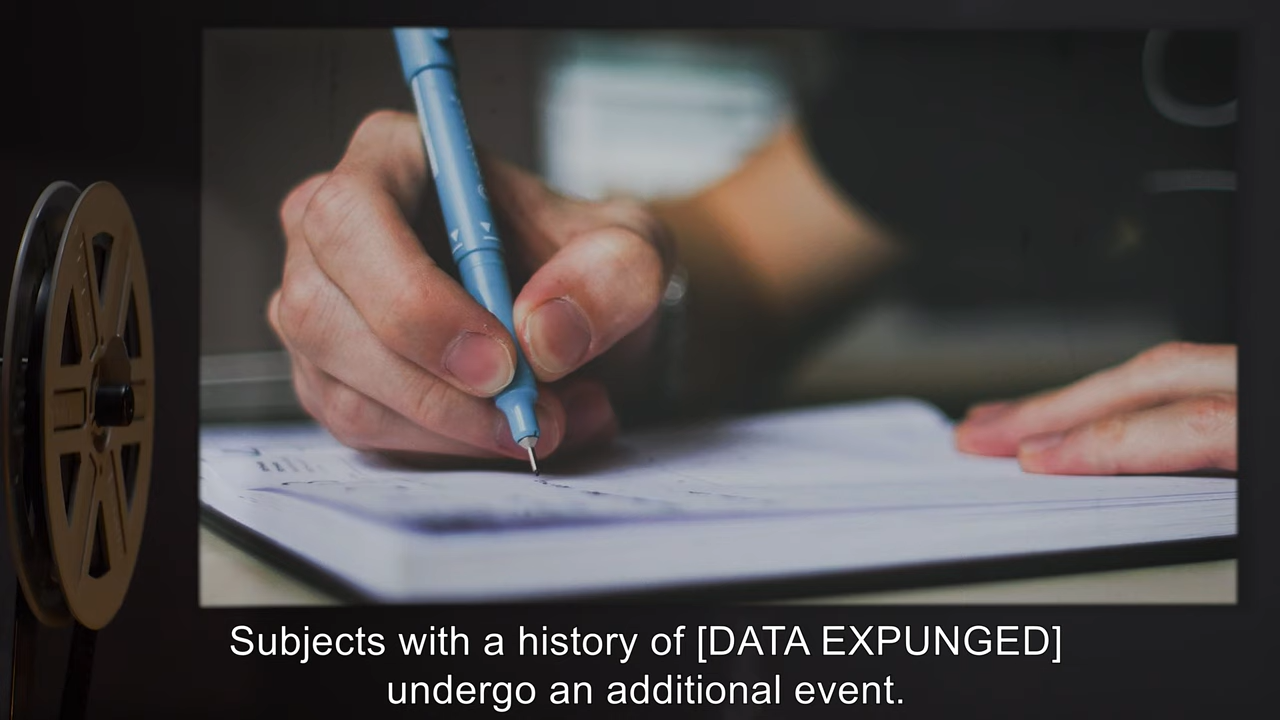 Subjects with a history of [DATA EXPUNGED]
undergo an additional event.